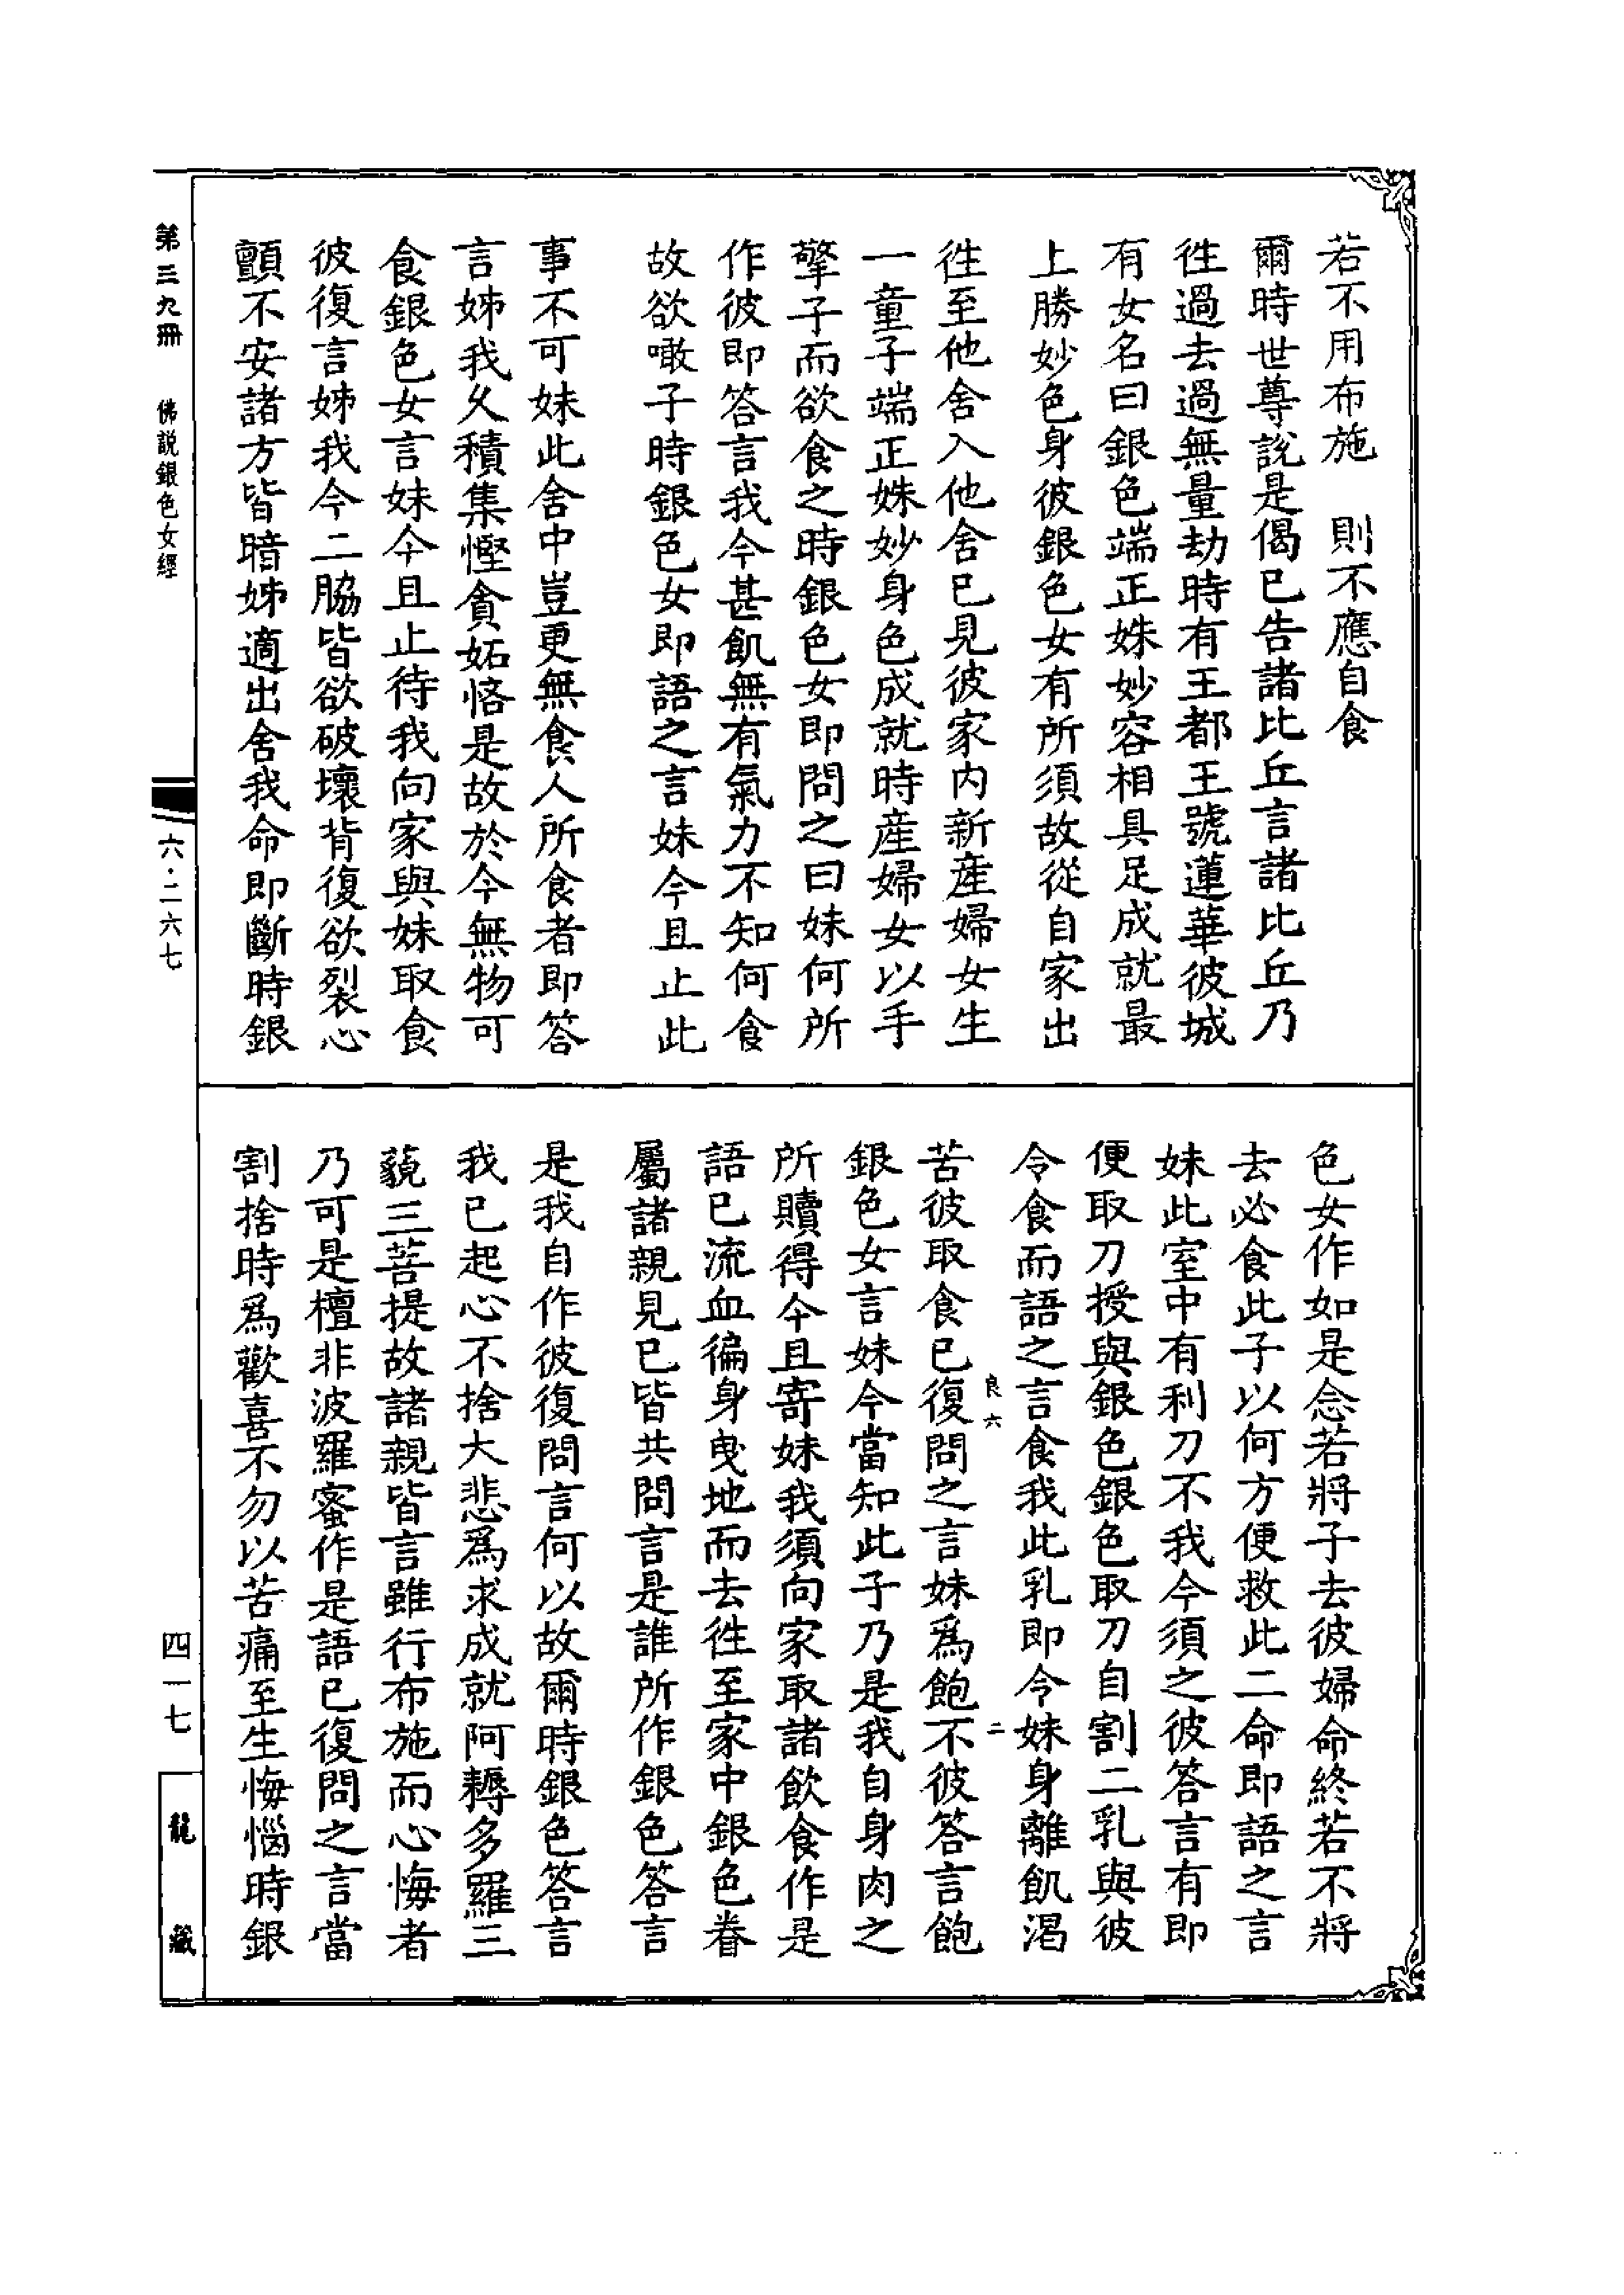 若不用布施　則不應自食
爾時世尊說是偈已告諸比丘言諸比丘乃
徃過去過無量劫時有王都王號蓮華彼城
有女名曰銀色端正姝妙容相具足成就最
上勝妙色身彼銀色女有所須故從自家出
徃至他舍入他舍已見彼家内新産婦女生
一童子端正姝妙身色成就時産婦女以手
擎子而欲食之時銀色女即問之曰妹何所
作彼即答言我今甚飢無有氣力不知何食
故欲噉子時銀色女即語之言妹今且止此
事不可妹此舍中豈更無食人所食者即答
言姊我久積集慳貪妬悋是故於今無物可
食銀色女言妹今且止待我向家與妹取食
彼復言姊我今二脇皆欲破壞背復欲裂心
顫不安諸方皆暗姊適出舍我命即斷時銀
色女作如是念若將子去彼婦命終若不將
去必食此子以何方便救此二命即語之言
妹此室中有利刀不我今須之彼答言有即
便取刀授與銀色銀色取刀自割二乳與彼
令食而語之言食我此乳即令妹身離飢渴
良六
二
苦彼取食已復問之言妹爲飽不彼答言飽
銀色女言妹今當知此子乃是我自身肉之
所贖得今且寄妹我須向家取諸飲食作是
語已流血徧身曳地而去徃至家中銀色眷
屬諸親見已皆共問言是誰所作銀色答言
是我自作彼復問言何以故爾時銀色答言
我已起心不捨大悲爲求成就阿耨多羅三
藐三菩提故諸親皆言雖行布施而心悔者
乃可是檀非波羅蜜作是語已復問之言當
割捨時爲歡喜不勿以苦痛至生悔惱時銀
第三九冊　佛説銀色女經
六·二六七
四一七
龍藏